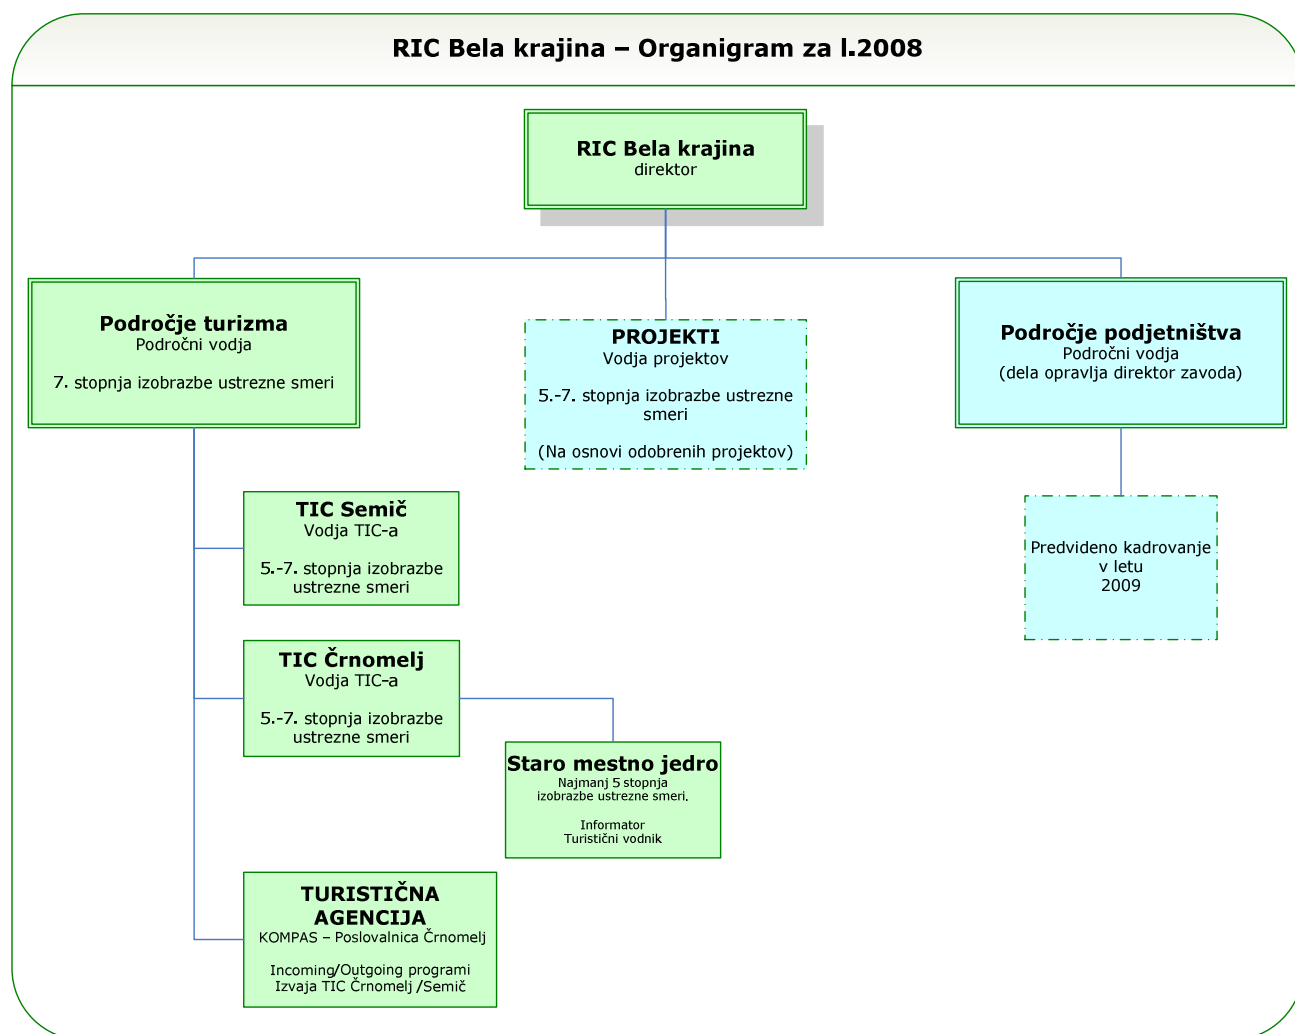 RIC Bela krajina – Organigram za l.2008
RIC Bela krajina
direktor
Področje turizma
Področni vodja
7. stopnja izobrazbe ustrezne smeri
PROJEKTI
Vodja projektov
5.-7. stopnja izobrazbe ustrezne
smeri
(Na osnovi odobrenih projektov)
Področje podjetništva
Področni vodja
(dela opravlja direktor zavoda)
TIC Semič
Vodja TIC-a
5.-7. stopnja izobrazbe
ustrezne smeri
Predvideno kadrovanje
v letu
2009
TIC Črnomelj
Vodja TIC-a
5.-7. stopnja izobrazbe
ustrezne smeri
Staro mestno jedro
Najmanj 5 stopnja
izobrazbe ustrezne smeri.
Informator
Turistični vodnik
TURISTIČNA
AGENCIJA
KOMPAS – Poslovalnica Črnomelj
Incoming/Outgoing programi
Izvaja TIC Črnomelj /Semič